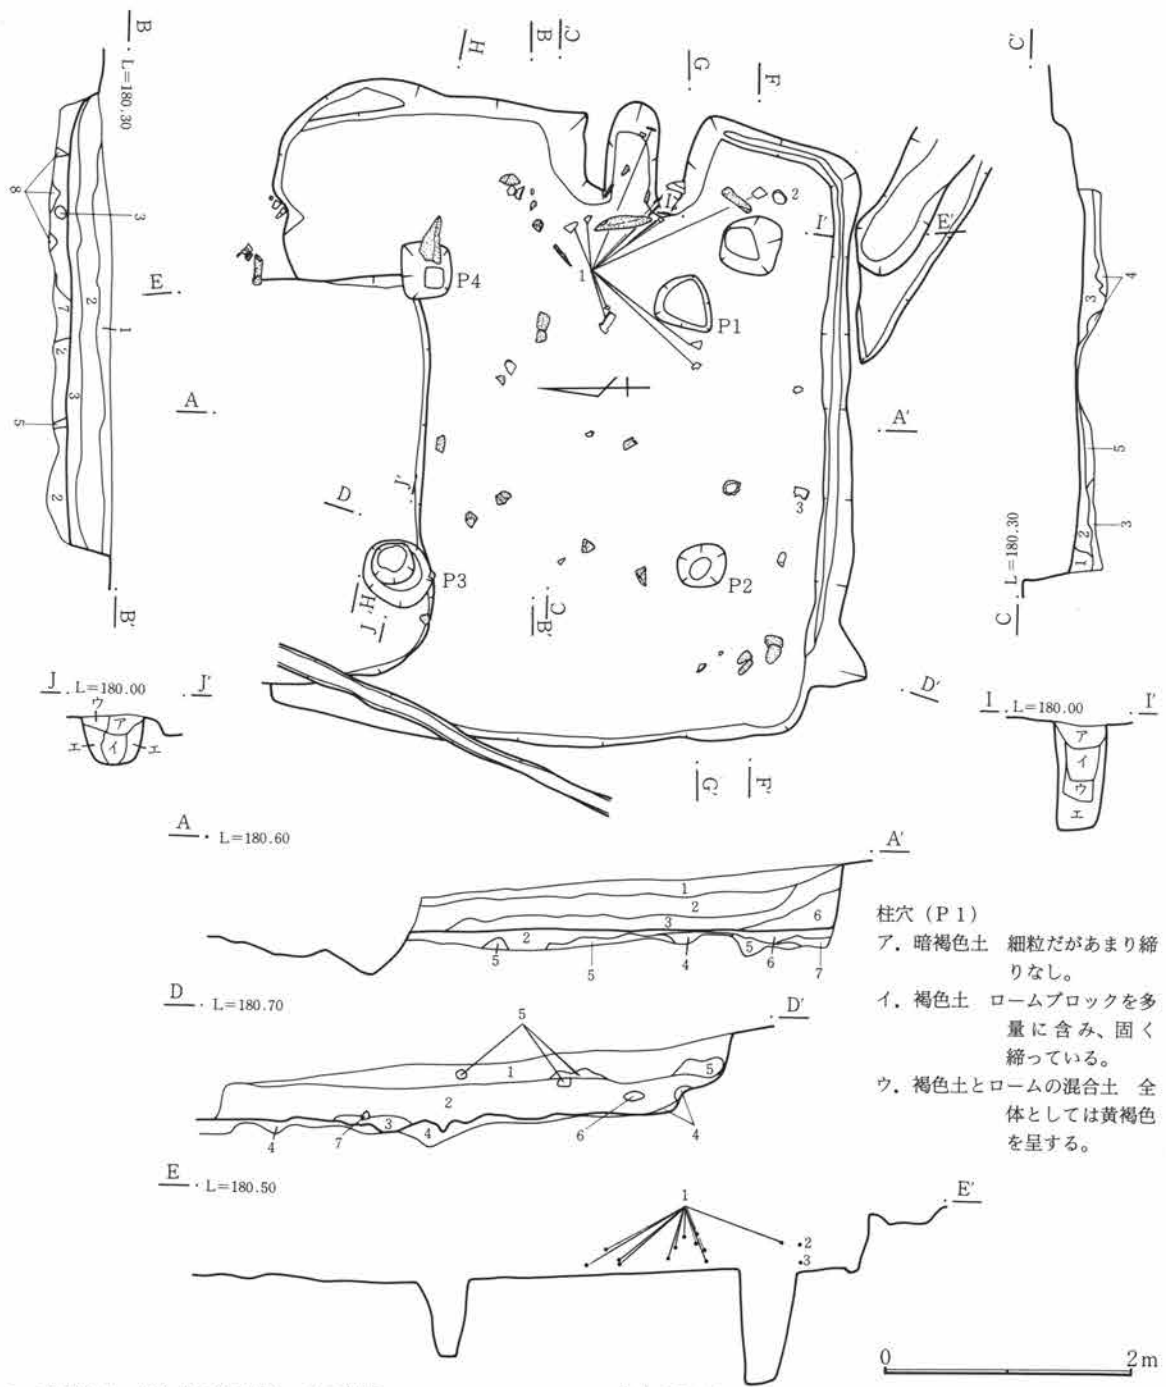 B
L=180.30
8
3
7
2
5
2
3
2
1
B'
H
B
C'
G
F
C'
I
2
I'
E'
1
P4
P1
E
A
A'
D
J'
3
P3
H'
J
C
B'
P2
D'
G'
F'
4
3
5
3
2
1
L=180.30
C
J L=180.00 J'
ウ
ア
エ イ エ
I L=180.00 I'
ア
イ
ウ
エ
A L=180.60
A'
1
2
3 6
2
5 5 4 5 6 7
柱穴(P1)
ア.暗褐色土 細粒だがあまり締
りなし。
イ.褐色土 ロームブロックを多
量に含み、固く
締っている。
ウ.褐色土とロームの混合土 全
体としては黄褐色
を呈する。
D L=180.70
D'
5
1 5
2
3
4
4 7 6 4
E L=180.50
E'
1
2
3
0 2m